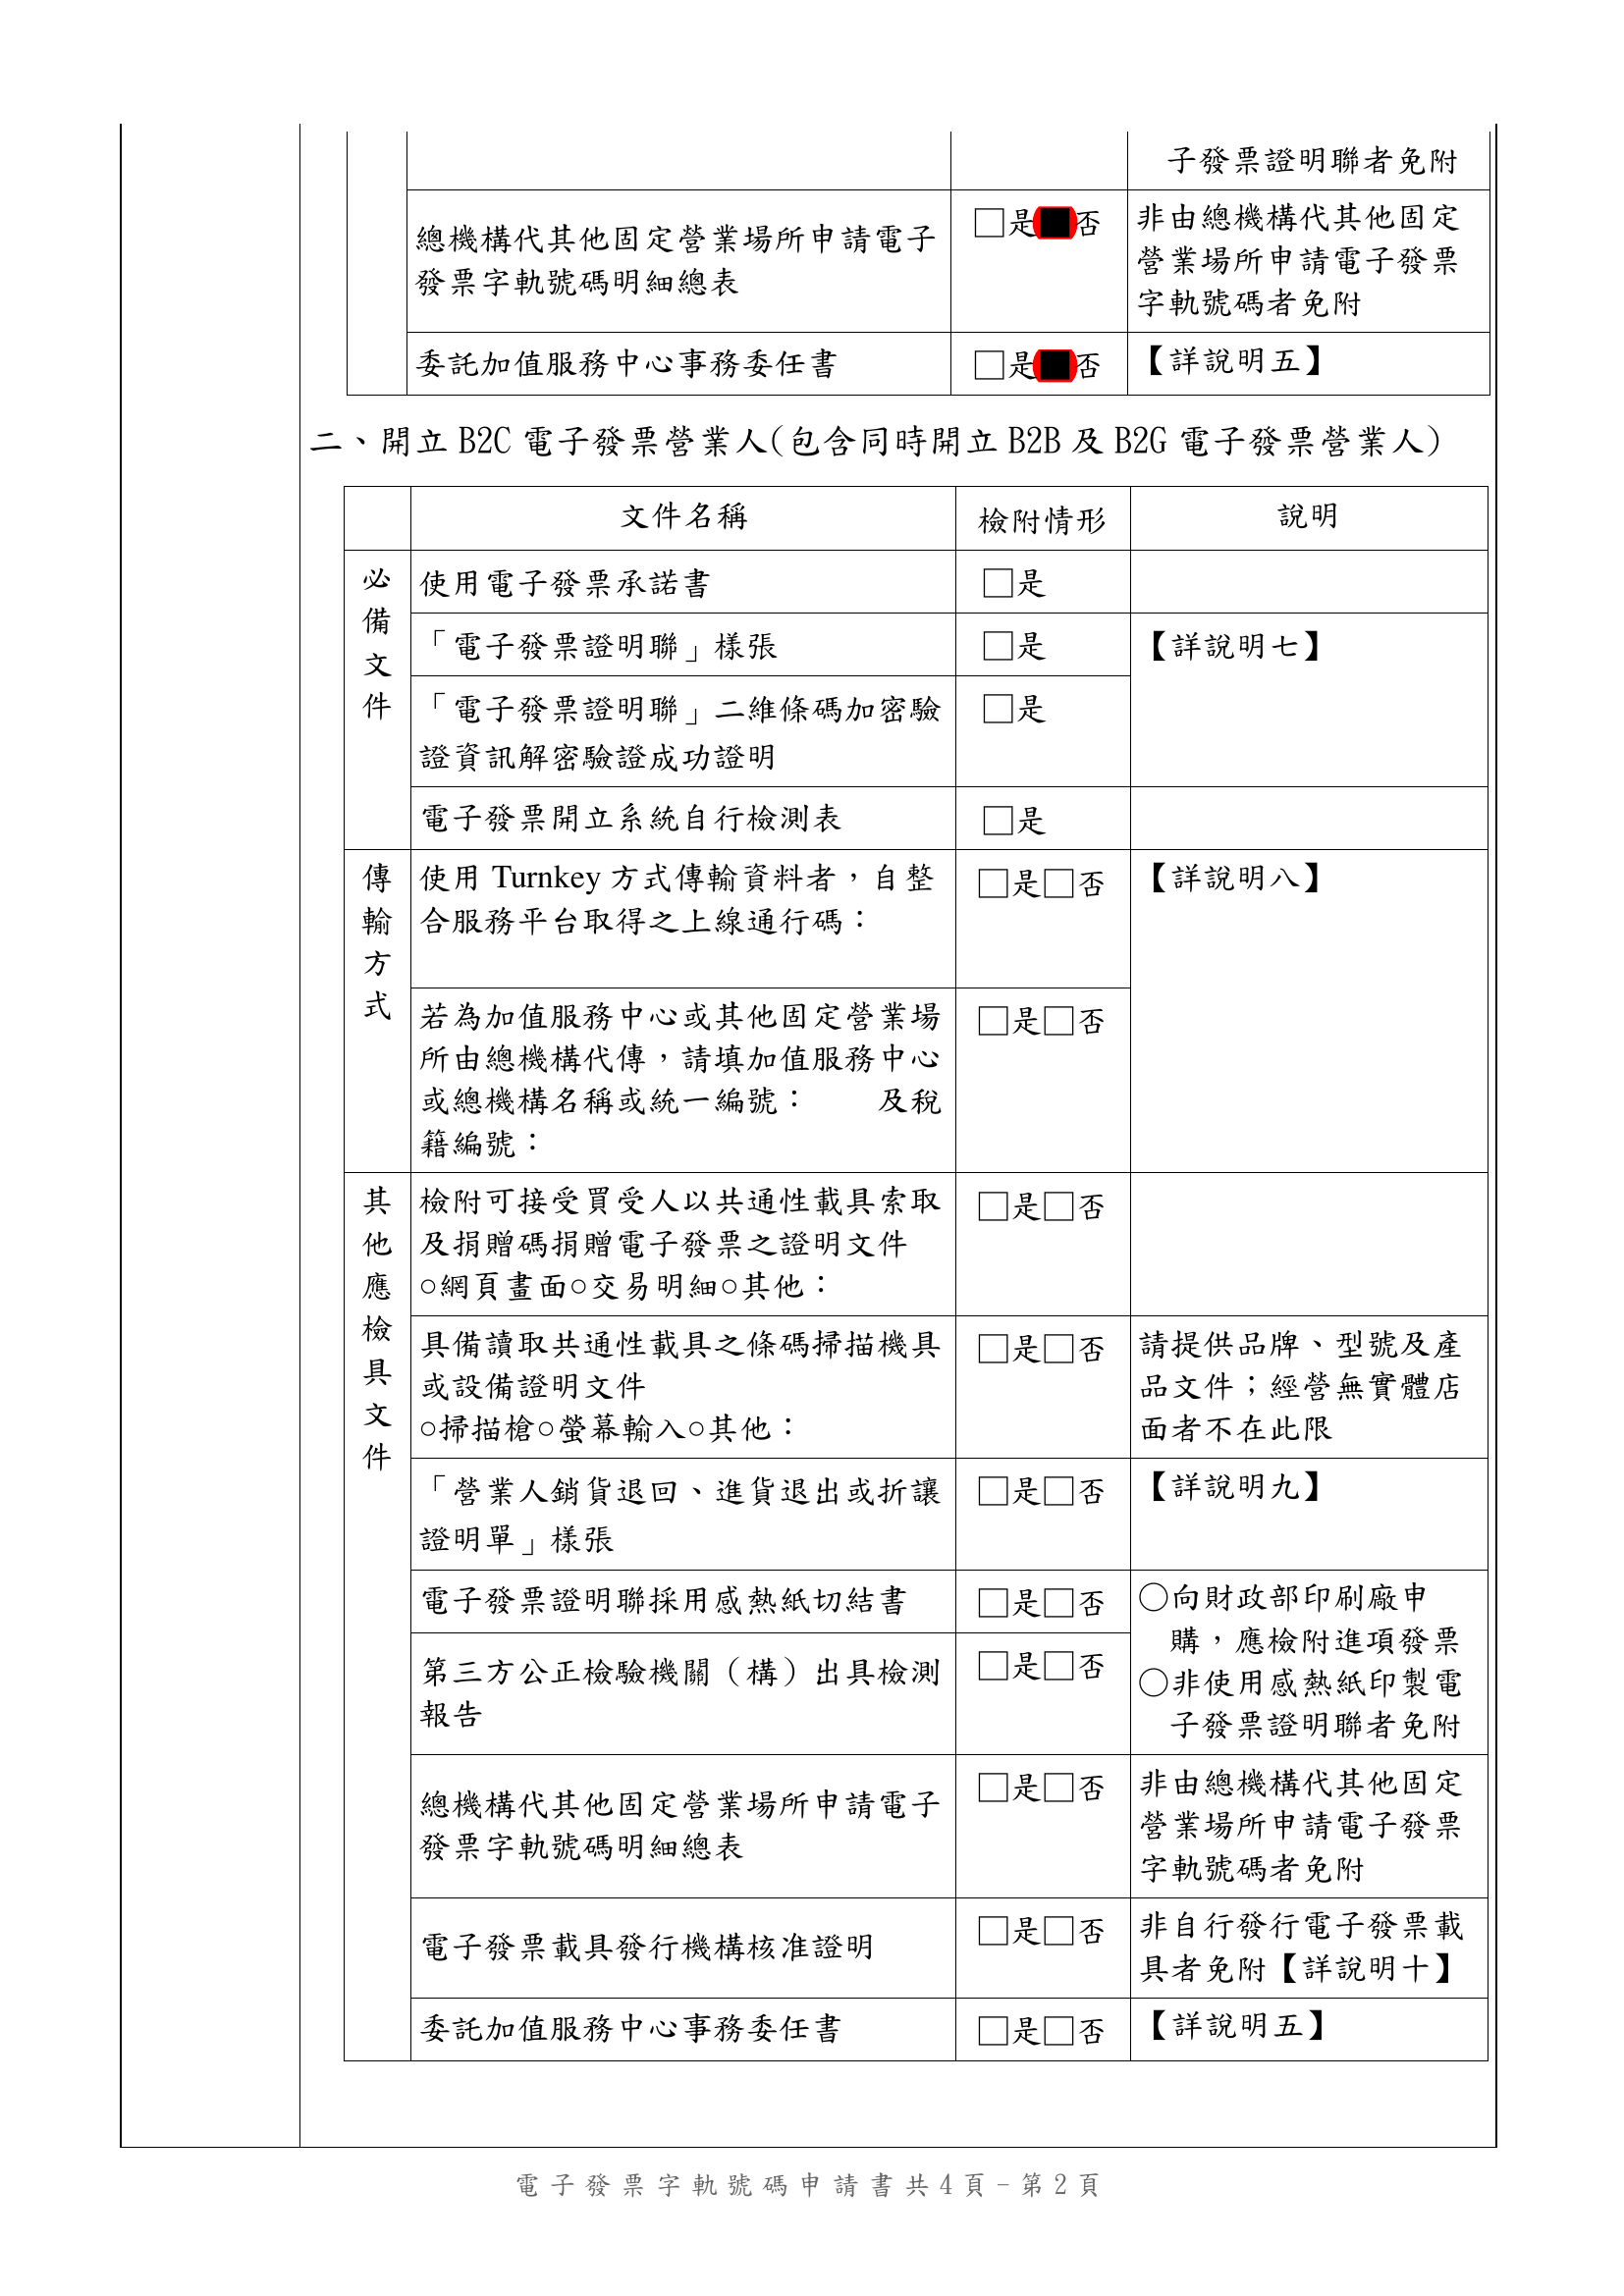 子發票證明聯者免附
總機構代其他固定營業場所申請電子
發票字軌號碼明細總表
□是■否
非由總機構代其他固定
營業場所申請電子發票
字軌號碼者免附
委託加值服務中心事務委任書
□是■否
【詳說明五】
二、開立 B2C 電子發票營業人(包含同時開立 B2B 及 B2G 電子發票營業人)
文件名稱
檢附情形
說明
必
備
文
件
使用電子發票承諾書
□是
「電子發票證明聯」樣張
□是
【詳說明七】
「電子發票證明聯」二維條碼加密驗
證資訊解密驗證成功證明
□是
電子發票開立系統自行檢測表
□是
傳
輸
方
式
使用 Turnkey 方式傳輸資料者，自整
合服務平台取得之上線通行碼：
□是□否
【詳說明八】
若為加值服務中心或其他固定營業場
所由總機構代傳，請填加值服務中心
或總機構名稱或統一編號：　　及稅
籍編號：
□是□否
其
他
應
檢
具
文
件
檢附可接受買受人以共通性載具索取
及捐贈碼捐贈電子發票之證明文件
○網頁畫面○交易明細○其他：
□是□否
具備讀取共通性載具之條碼掃描機具
或設備證明文件
○掃描槍○螢幕輸入○其他：
□是□否
請提供品牌、型號及產
品文件；經營無實體店
面者不在此限
「營業人銷貨退回、進貨退出或折讓
證明單」樣張
□是□否
【詳說明九】
電子發票證明聯採用感熱紙切結書
□是□否
○向財政部印刷廠申
購，應檢附進項發票
○非使用感熱紙印製電
子發票證明聯者免附
第三方公正檢驗機關（構）出具檢測
報告
□是□否
總機構代其他固定營業場所申請電子
發票字軌號碼明細總表
□是□否
非由總機構代其他固定
營業場所申請電子發票
字軌號碼者免附
電子發票載具發行機構核准證明
□是□否
非自行發行電子發票載
具者免附【詳說明十】
委託加值服務中心事務委任書
□是□否
【詳說明五】
電子發票字軌號碼申請書共4頁－第2頁